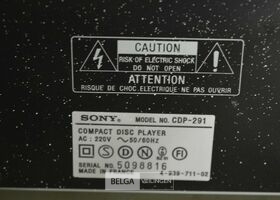 CAUTION
RISK OF ELECTRIC SHOCK
DO NOT OPEN
ATTENTION
RISQUE DE CHOC ELECTRIQUE-NE PAS OUVRIR
SONY® MODEL NO. CDP-291
COMPACT DISC PLAYER
AC : 220V ~ 50/60HZ
S D N F
SERIAL NO. 5098816
MADE IN FRANCE 4-239-711-02
BELGA